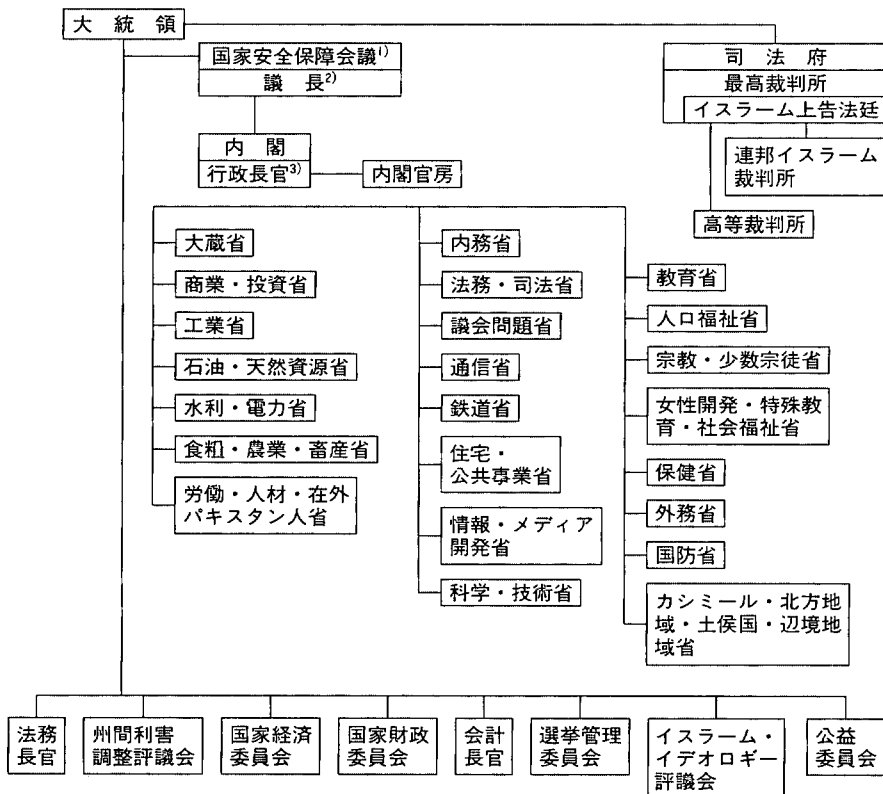 大統領
国家安全保障会議1)
議長2)
司法府
最高裁判所
イスラーム上告法廷
連邦イスラーム
裁判所
高等裁判所
内閣
行政長官3)
内閣官房
大蔵省
商業・投資省
工業省
石油・天然資源省
水利・電力省
食糧・農業・畜産省
労働・人材・在外
パキスタン人省
内務省
法務・司法省
議会問題省
通信省
鉄道省
住宅・
公共事業省
情報・メディア
開発省
科学・技術省
教育省
人口福祉省
宗教・少数宗徒省
女性開発・特殊教
育・社会福祉省
保健省
外務省
国防省
カシミール・北方地
域・土侯国・辺境地
域省
法務
長官
州間利害
調整評議会
国家経済
委員会
国家財政
委員会
会計
長官
選挙管理
委員会
イスラーム・
イデオロギー
評議会
公益
委員会